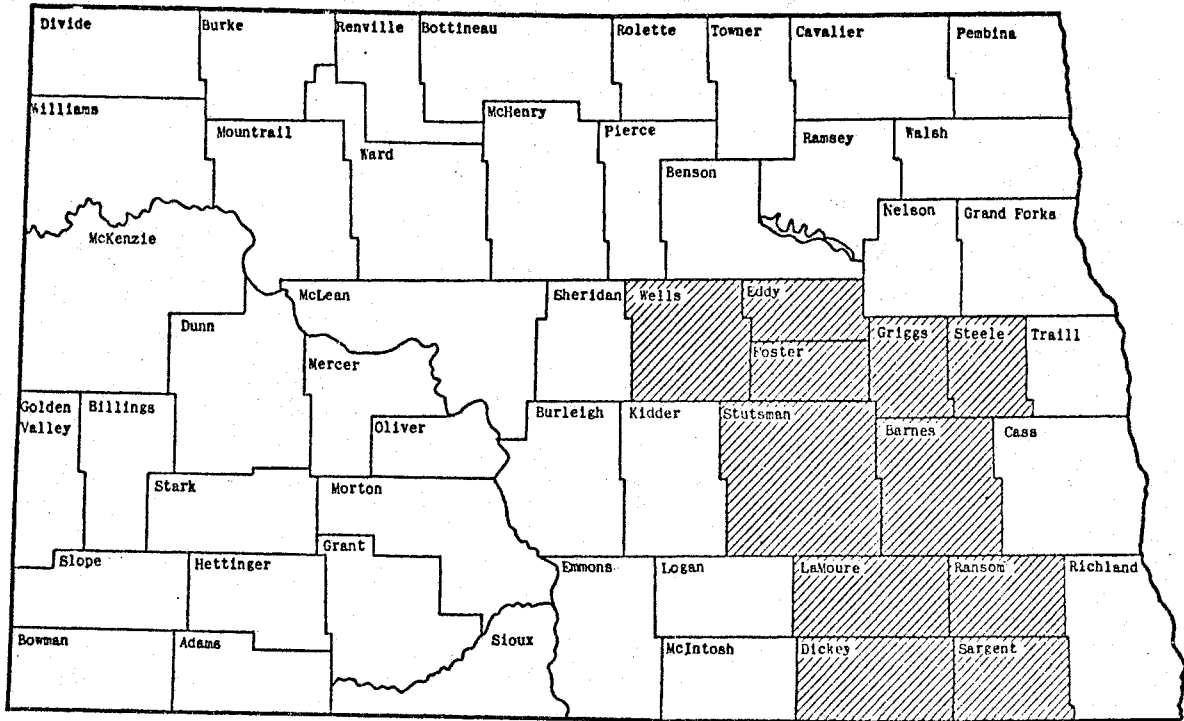 Divide
Burke
Renville
Bottineau
Rolette
Towner
Cavalier
Pembina
Williams
Mountrail
Ward
McHenry
Pierce
Benson
Ramsey
Walsh
McKenzie
Nelson
Grand Forks
McLean
Sheridan
Wells
Eddy
Dunn
Mercer
Foster
Griggs
Steele
Traill
Golden
Valley
Billings
Oliver
Burleigh
Kidder
Stutsman
Barnes
Cass
Stark
Morton
Grant
Slope
Hettinger
Emmons
Logan
LaMoure
Ransom
Richland
Bowman
Adams
Sioux
McIntosh
Dickey
Sargent